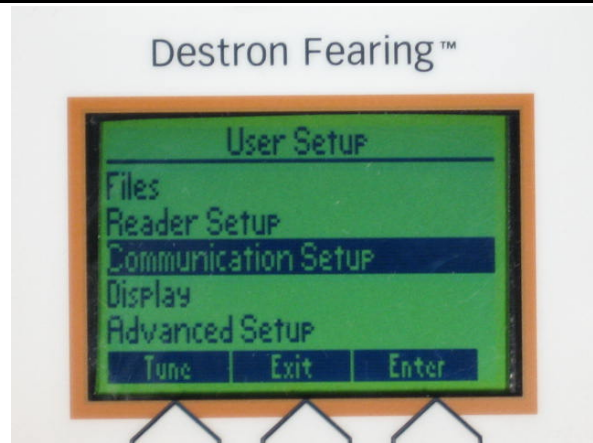 Destron Fearing™
User Setup
Files
Reader Setup
Communication Setup
Display
Advanced Setup
Tune Exit Enter